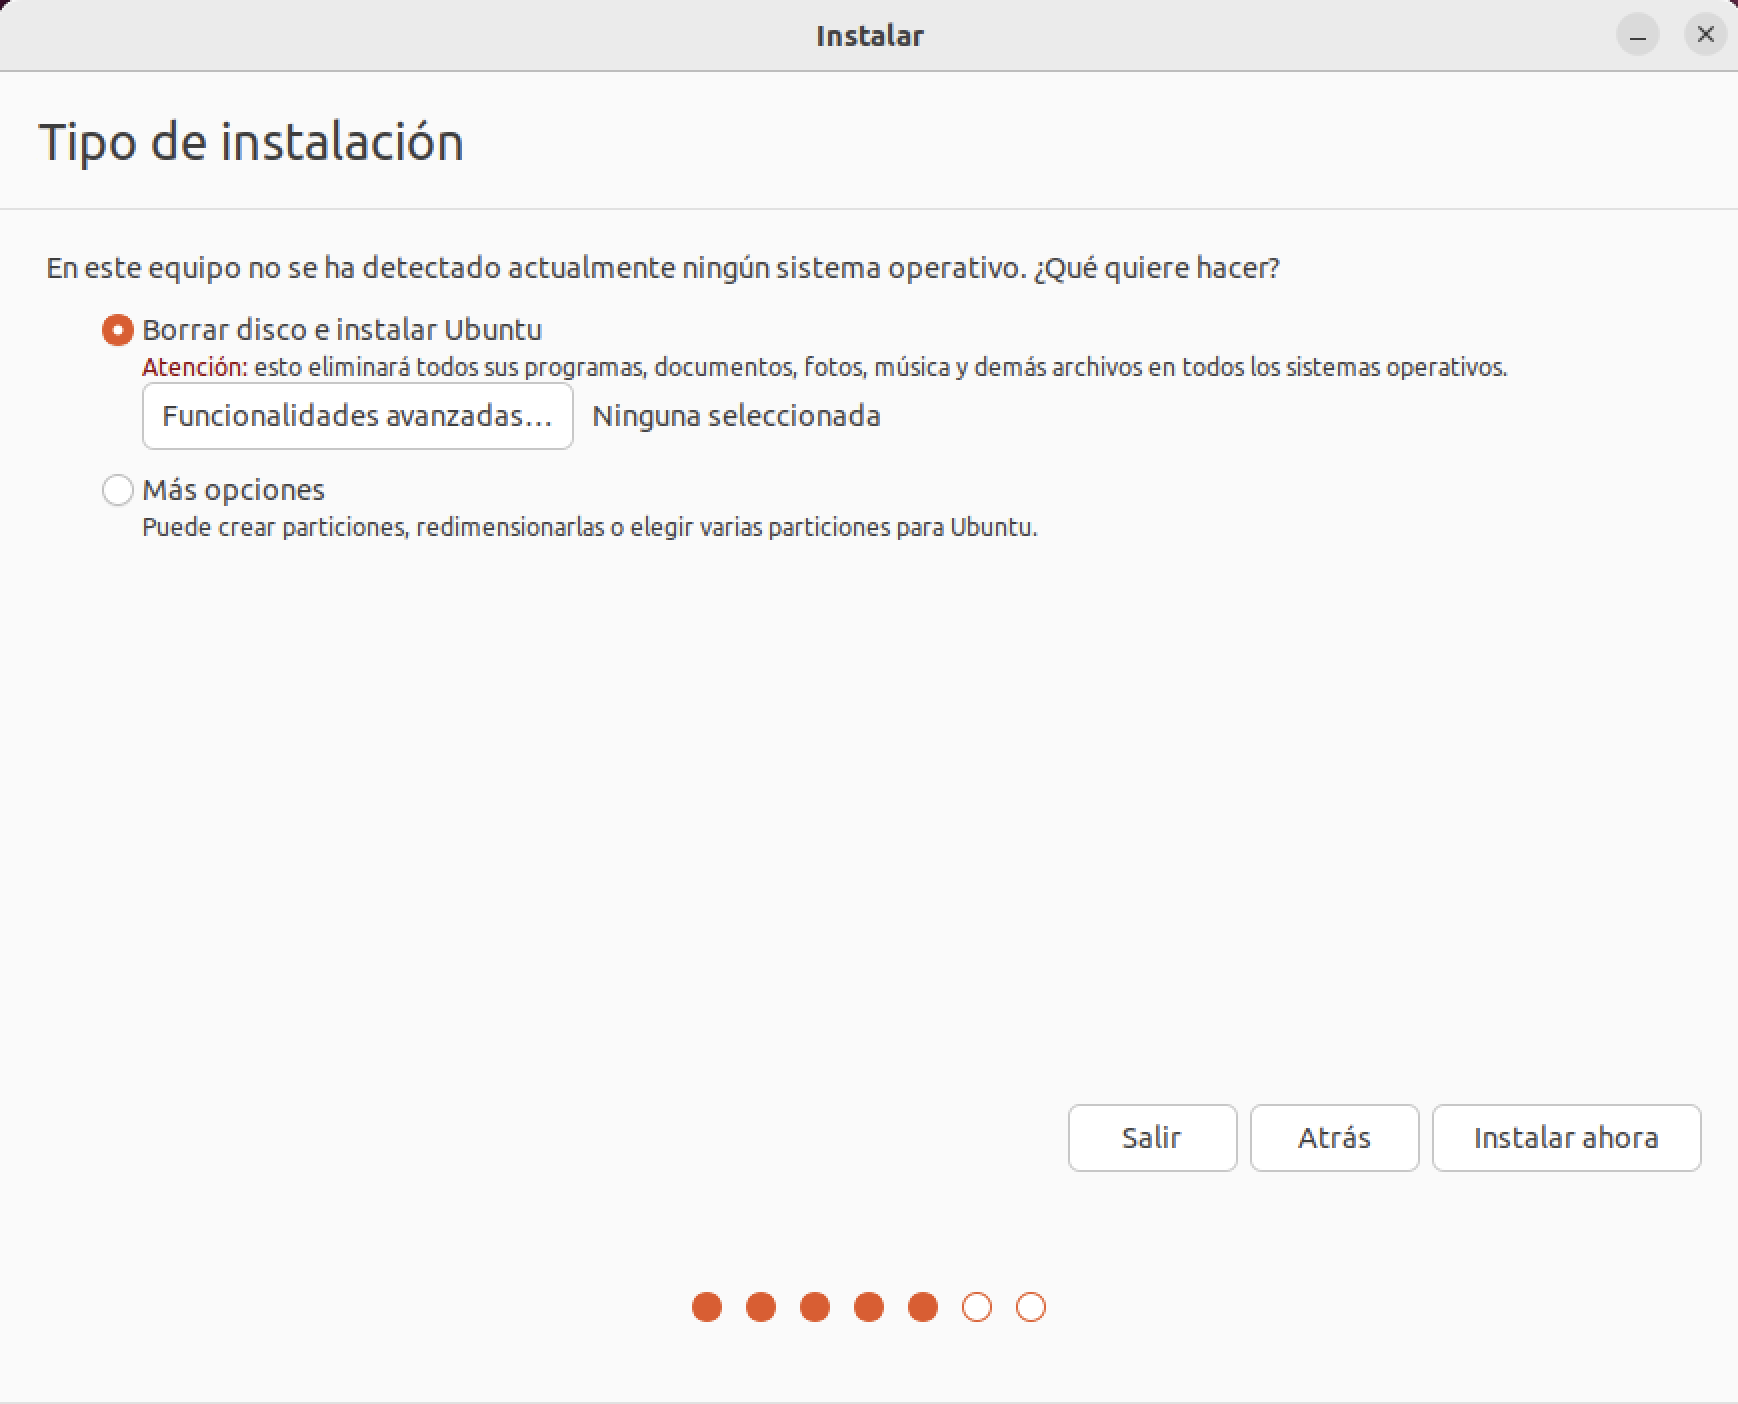 Instalar
Tipo de instalación
En este equipo no se ha detectado actualmente ningún sistema operativo. ¿Qué quiere hacer?
Borrar disco e instalar Ubuntu
Atención: esto eliminará todos sus programas, documentos, fotos, música y demás archivos en todos los sistemas operativos.
Funcionalidades avanzadas... Ninguna seleccionada
Más opciones
Puede crear particiones, redimensionarlas o elegir varias particiones para Ubuntu.
Salir Atrás Instalar ahora